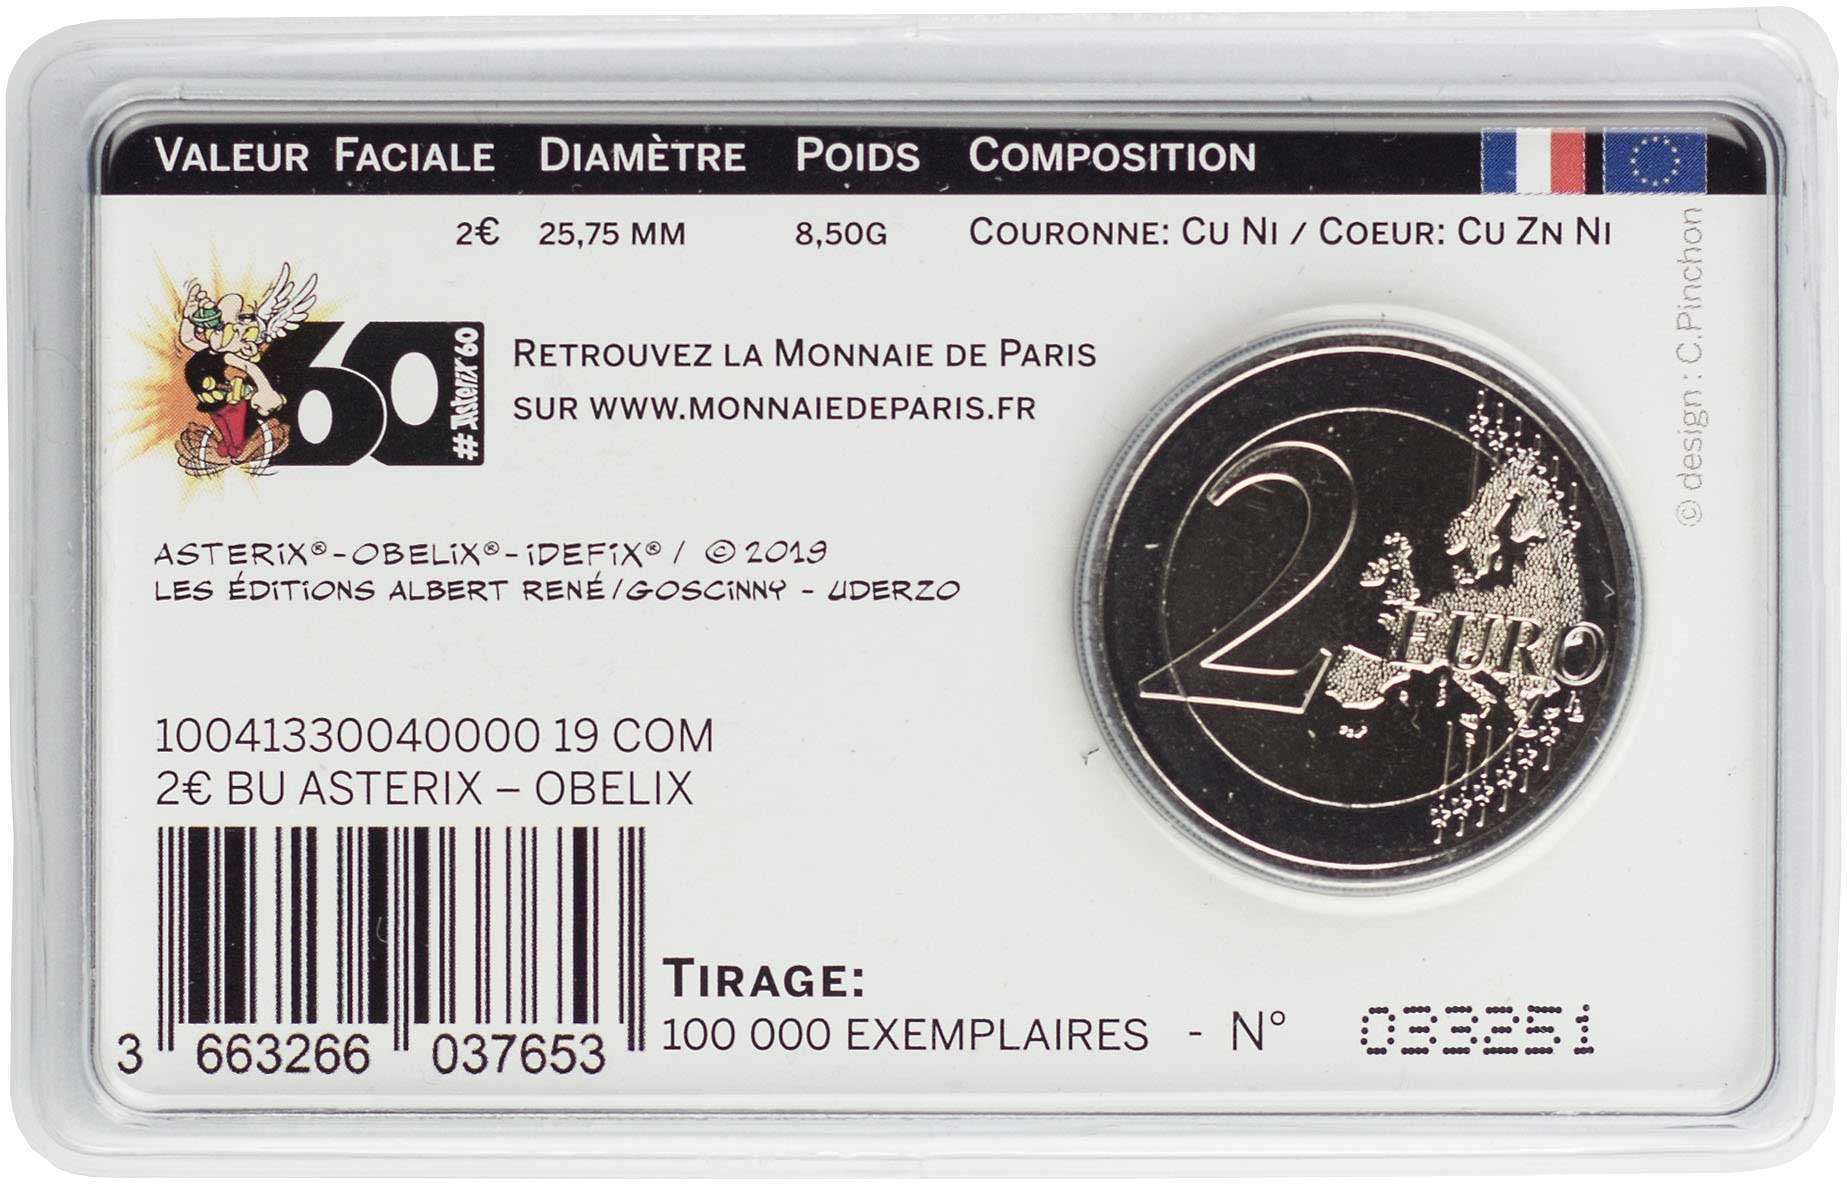 VALEUR FACIALE DIAMÈTRE POIDS COMPOSITION
2€ 25,75 MM 8,50G COURONNE: CU NI / COEUR: CU ZN NI
60
#Asterix60
RETROUVEZ LA MONNAIE DE PARIS
SUR WWW.MONNAIEDEPARIS.FR
© design : C.Pinchon
2 EURO
ASTERIX®-OBELIX®-IDEFIX® / © 2019
LES ÉDITIONS ALBERT RENÉ/GOSCINNY - UDERZO
10041330040000 19 COM
2€ BU ASTERIX – OBELIX
3 663266 037653
TIRAGE:
100 000 EXEMPLAIRES - N° 033251